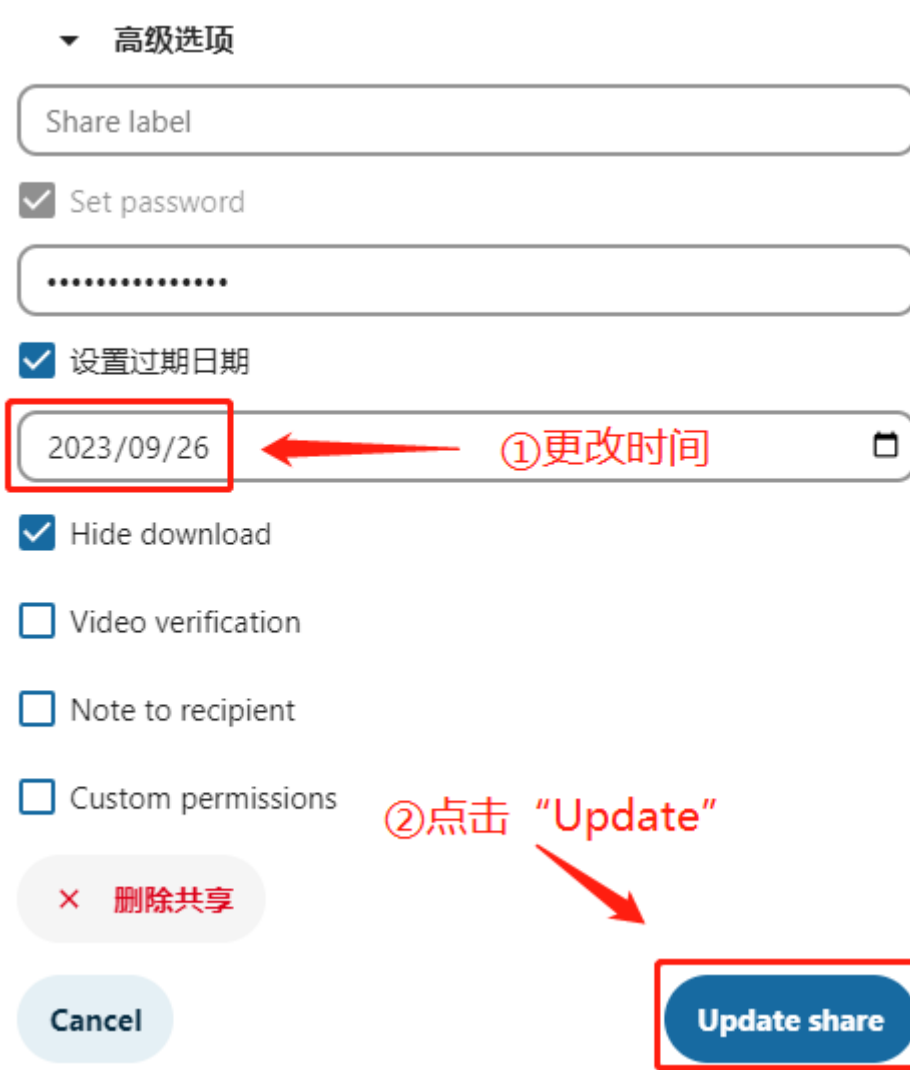 高级选项
Share label
Set password
•••••••••••••••
设置过期日期
2023/09/26
①更改时间
Hide download
Video verification
Note to recipient
Custom permissions
②点击“Update”
× 删除共享
Cancel
Update share